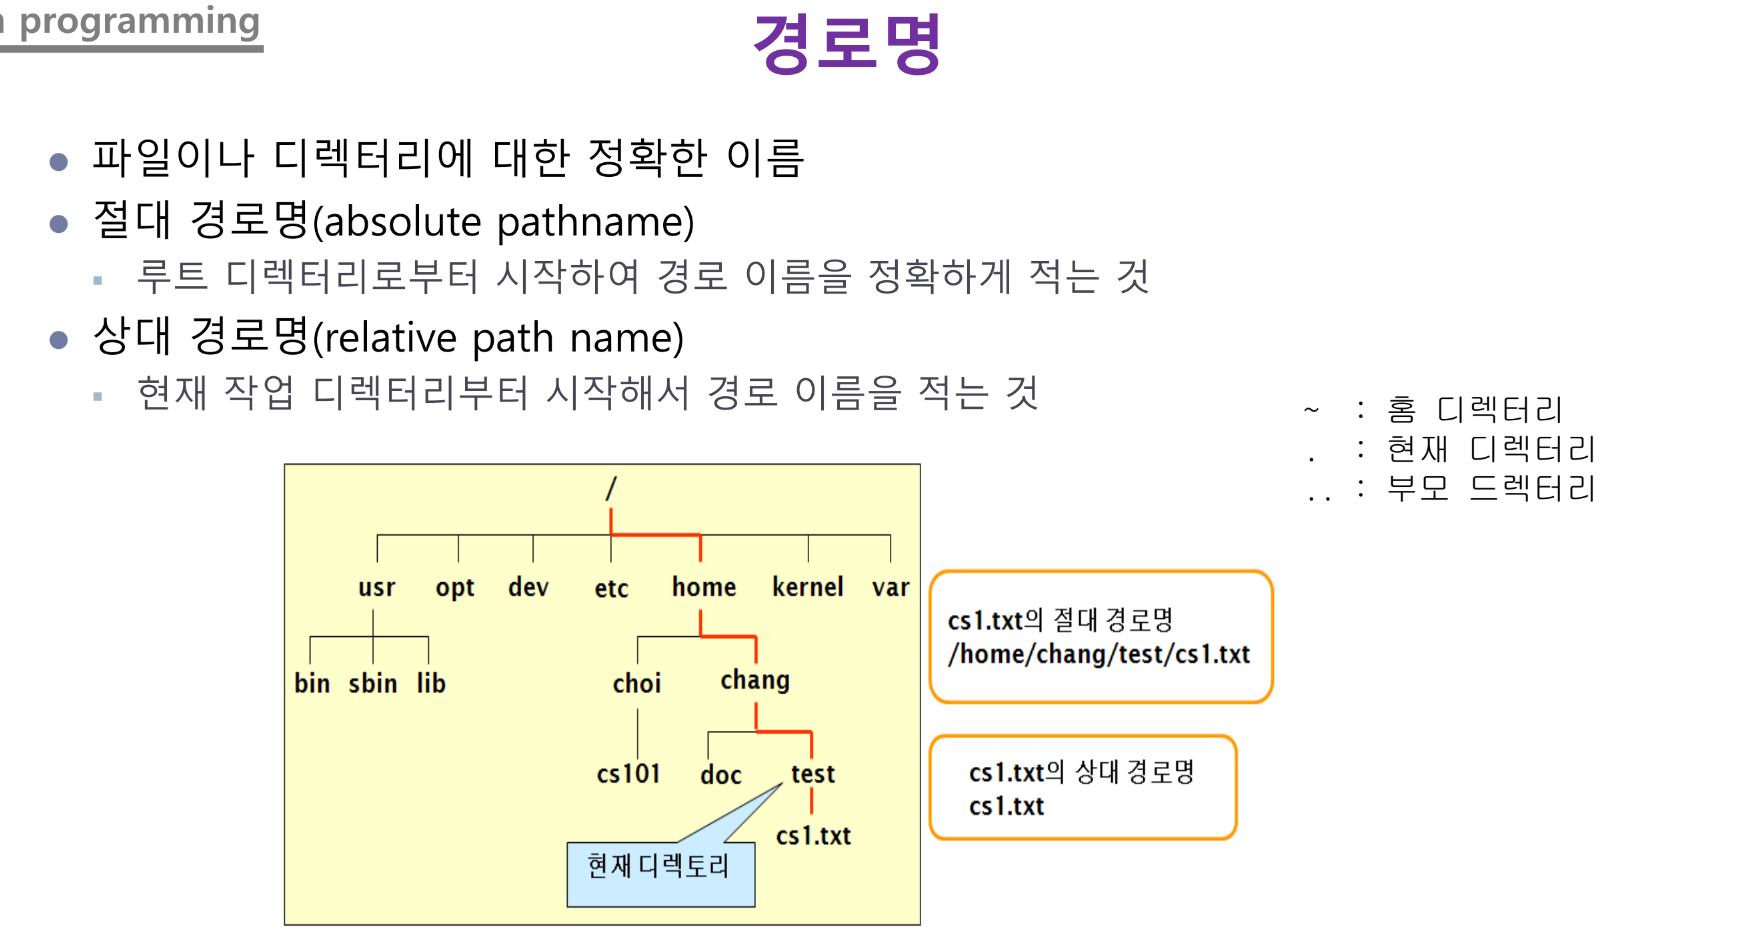 programming
경로명
파일이나 디렉터리에 대한 정확한 이름
절대 경로명(absolute pathname)
루트 디렉터리로부터 시작하여 경로 이름을 정확하게 적는 것
상대 경로명(relative path name)
현재 작업 디렉터리부터 시작해서 경로 이름을 적는 것
~ : 홈 디렉터리
. : 현재 디렉터리
.. : 부모 드렉터리
/
usr opt dev etc home kernel var
bin sbin lib choi chang
cs101 doc test
cs1.txt
현재 디렉토리
cs1.txt의 절대 경로명
/home/chang/test/cs1.txt
cs1.txt의 상대 경로명
cs1.txt